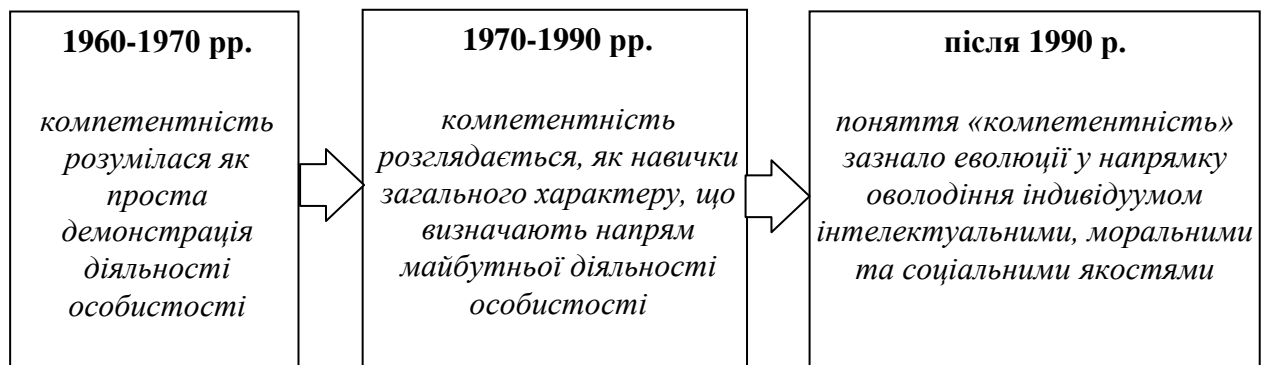 1960-1970 рр.
компетентність
розумілася як
проста
демонстрація
діяльності
особистості
1970-1990 рр.
компетентність
розглядається, як навички
загального характеру, що
визначають напрям
майбутньої діяльності
особистості
після 1990 р.
поняття «компетентність»
зазнало еволюції у напрямку
оволодіння індивідуумом
інтелектуальними, моральними
та соціальними якостями